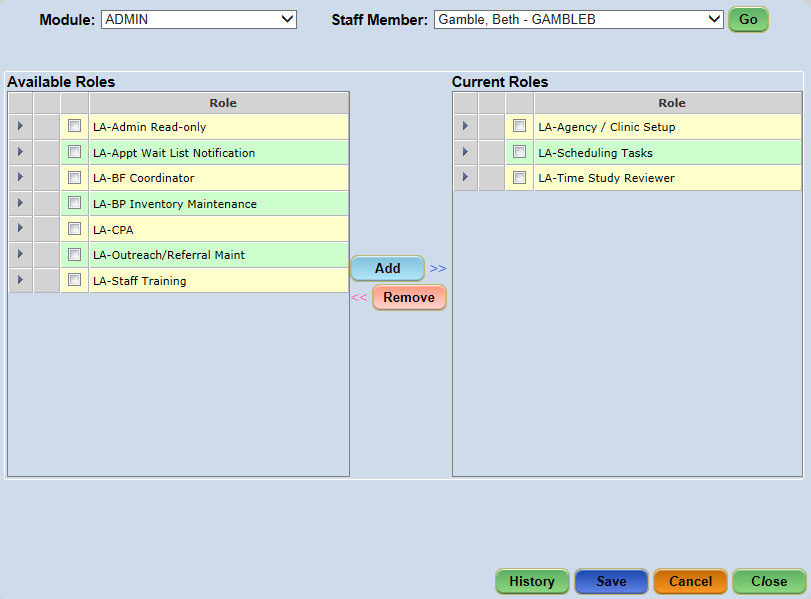 Module: ADMIN Staff Member: Gamble, Beth - GAMBLEB Go
Available Roles
Role
LA-Admin Read-only
LA-Appt Wait List Notification
LA-BF Coordinator
LA-BP Inventory Maintenance
LA-CPA
LA-Outreach/Referral Maint
LA-Staff Training
Add >>
<< Remove
Current Roles
Role
LA-Agency / Clinic Setup
LA-Scheduling Tasks
LA-Time Study Reviewer
History Save Cancel Close